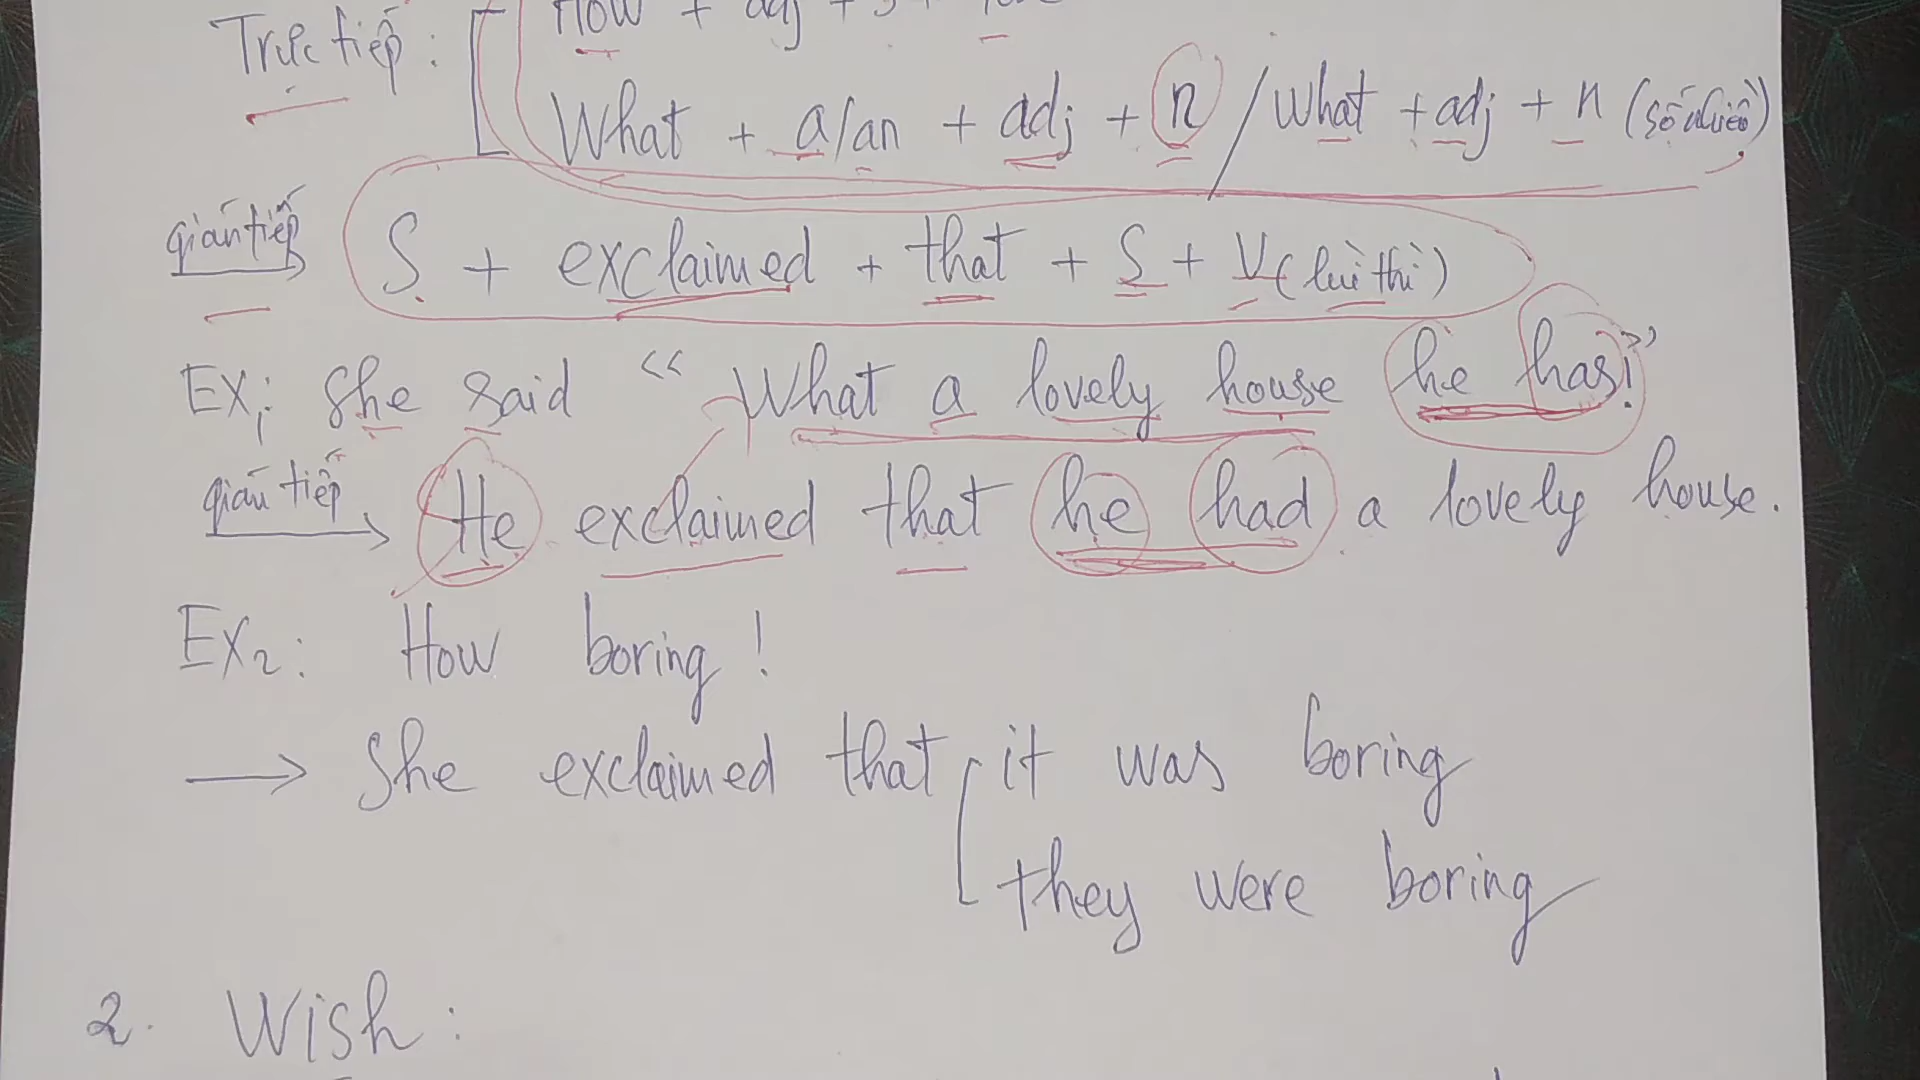 Trực tiếp: How + adj + S +
What + a/an + adj + n / what + adj + n (số nhiều)
gián tiếp S + exclaimed + that + S + V (lùi thì)
EX1: She said “ What a lovely house he has! ”
gián tiếp He exclaimed that he had a lovely house.
EX2: How boring !
→ She exclaimed that it was boring
they were boring
2. Wish :